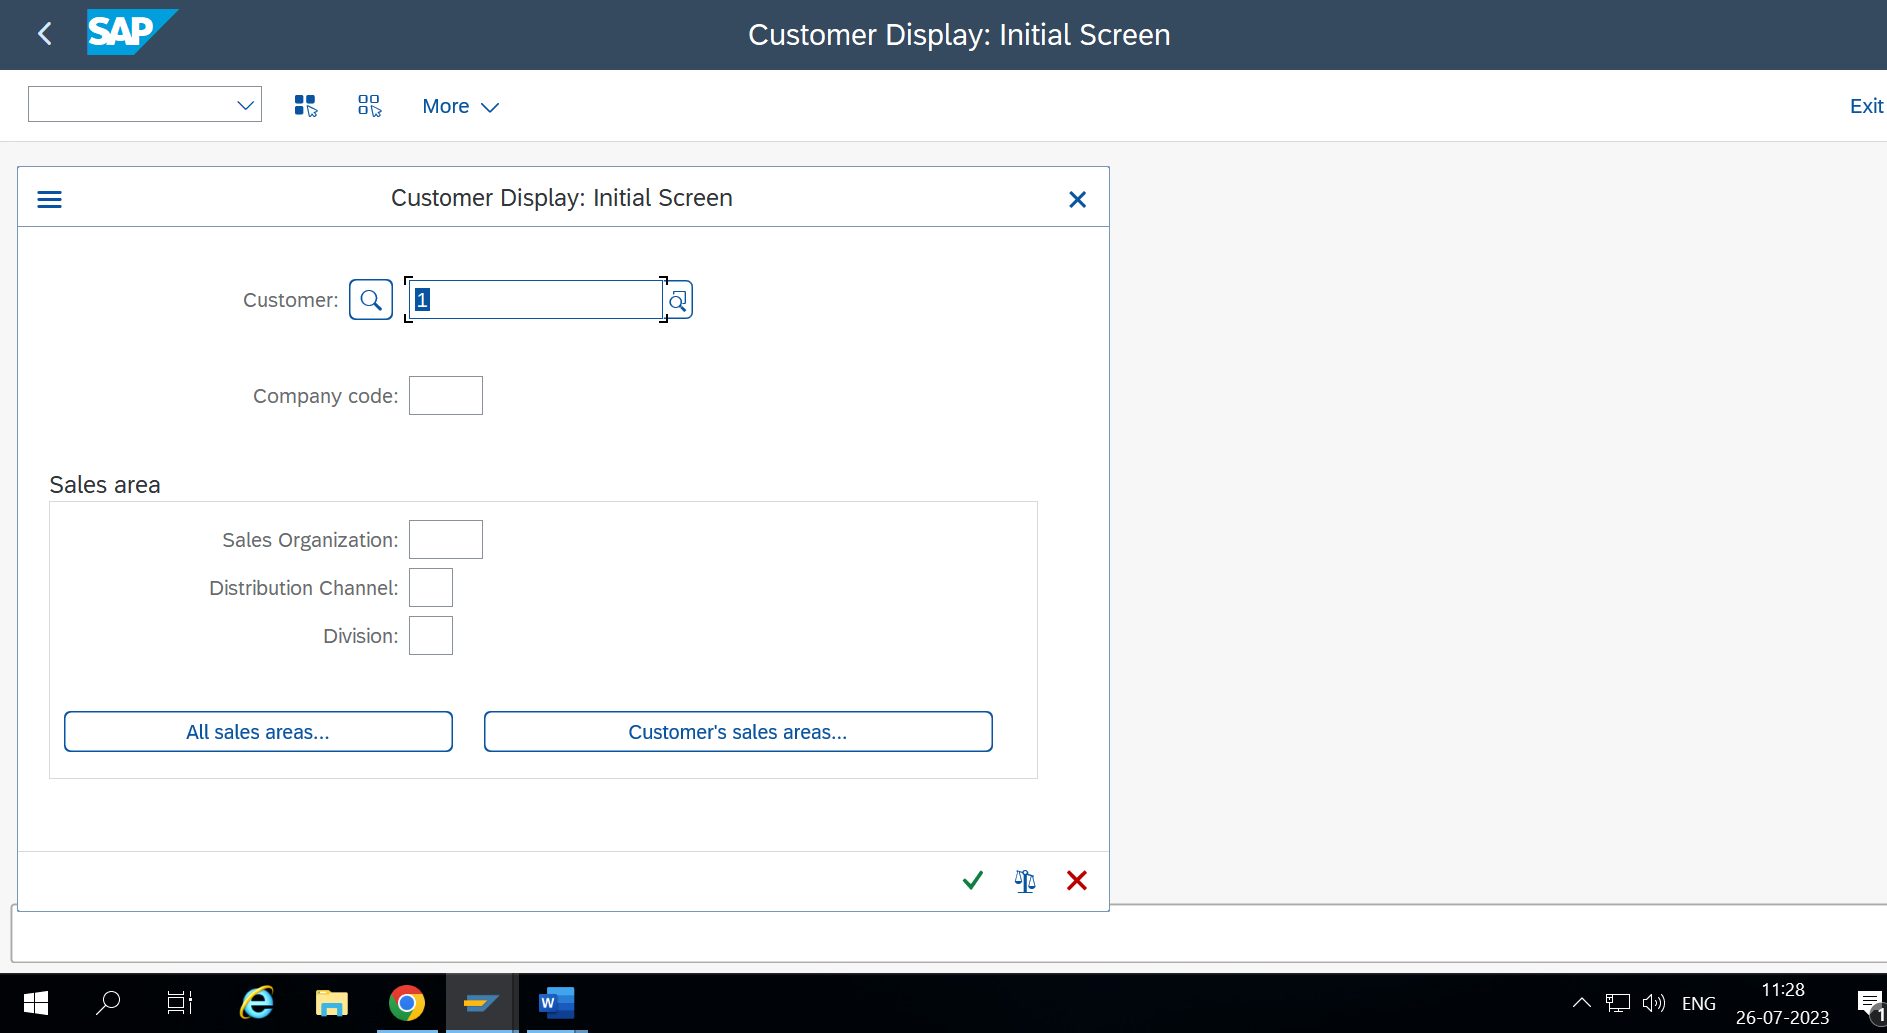 SAP
Customer Display: Initial Screen
More
Exit
Customer Display: Initial Screen
Customer:
1
Company code:
Sales area
Sales Organization:
Distribution Channel:
Division:
All sales areas...
Customer's sales areas...
W
ENG
11:28
26-07-2023
1